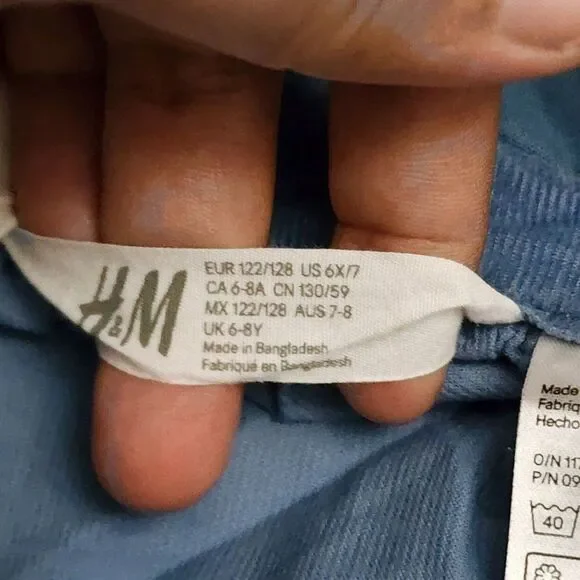 H&M
EUR 122/128 US 6X/7
CA 6-8A CN 130/59
MX 122/128 AUS 7-8
UK 6-8Y
Made in Bangladesh
Fabriqué en Bangladesh
Made
Fabriq
Hecho
O/N 117
P/N 09
40